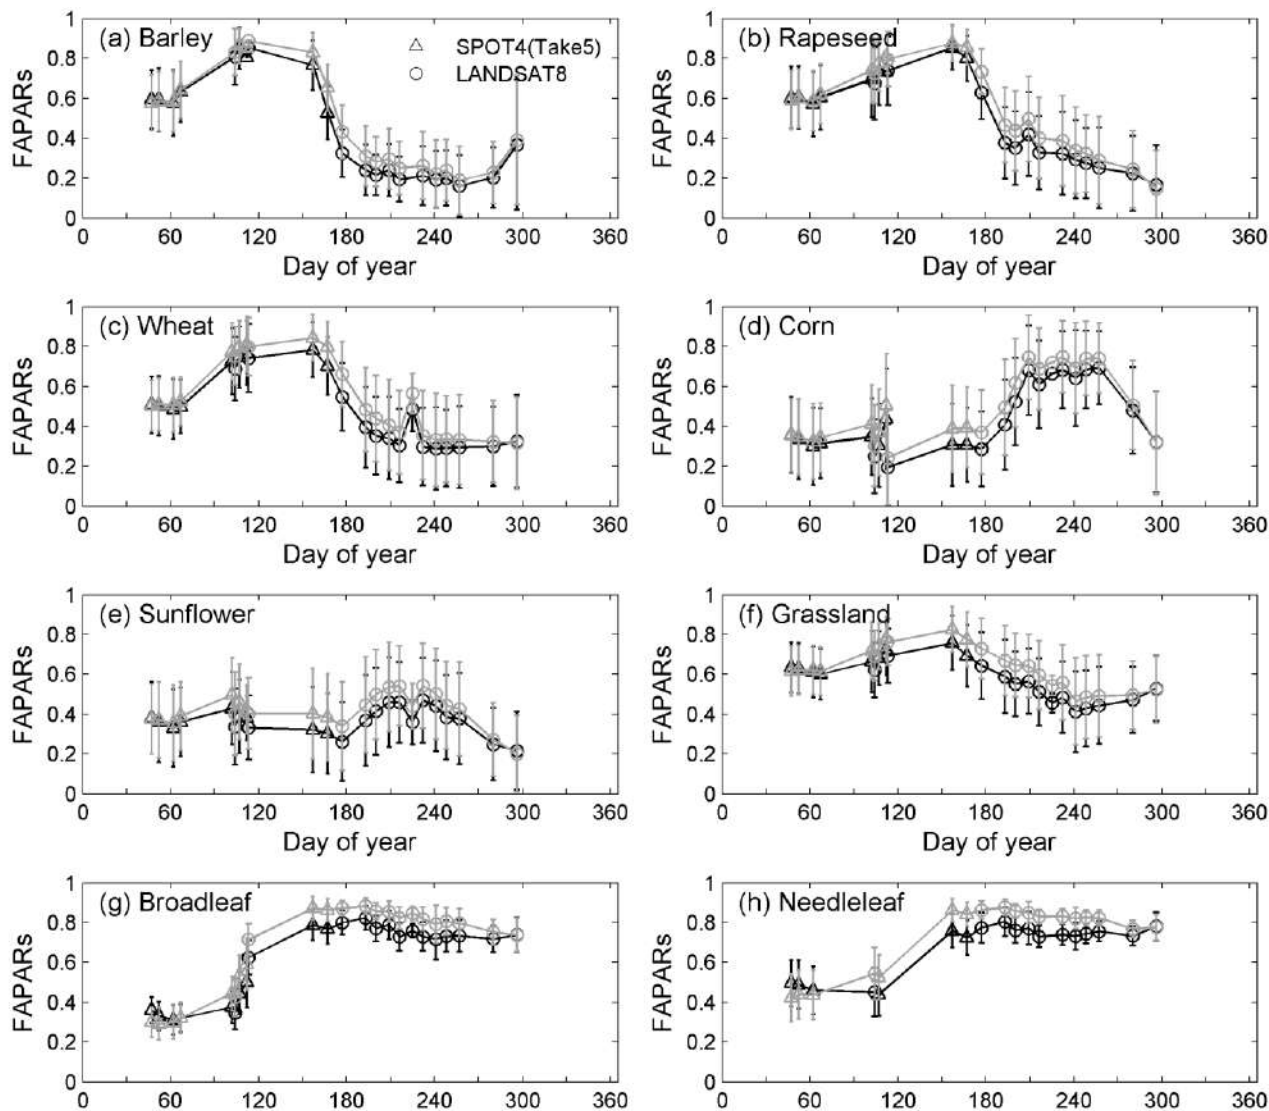 (a) Barley
SPOT4(Take5)
LANDSAT8
FAPARs
0 0.2 0.4 0.6 0.8 1
0 60 120 180 240 300 360
Day of year
(b) Rapeseed
FAPARs
0 0.2 0.4 0.6 0.8 1
0 60 120 180 240 300 360
Day of year
(c) Wheat
FAPARs
0 0.2 0.4 0.6 0.8 1
0 60 120 180 240 300 360
Day of year
(d) Corn
FAPARs
0 0.2 0.4 0.6 0.8 1
0 60 120 180 240 300 360
Day of year
(e) Sunflower
FAPARs
0 0.2 0.4 0.6 0.8 1
0 60 120 180 240 300 360
Day of year
(f) Grassland
FAPARs
0 0.2 0.4 0.6 0.8 1
0 60 120 180 240 300 360
Day of year
(g) Broadleaf
FAPARs
0 0.2 0.4 0.6 0.8 1
0 60 120 180 240 300 360
(h) Needleleaf
FAPARs
0 0.2 0.4 0.6 0.8 1
0 60 120 180 240 300 360